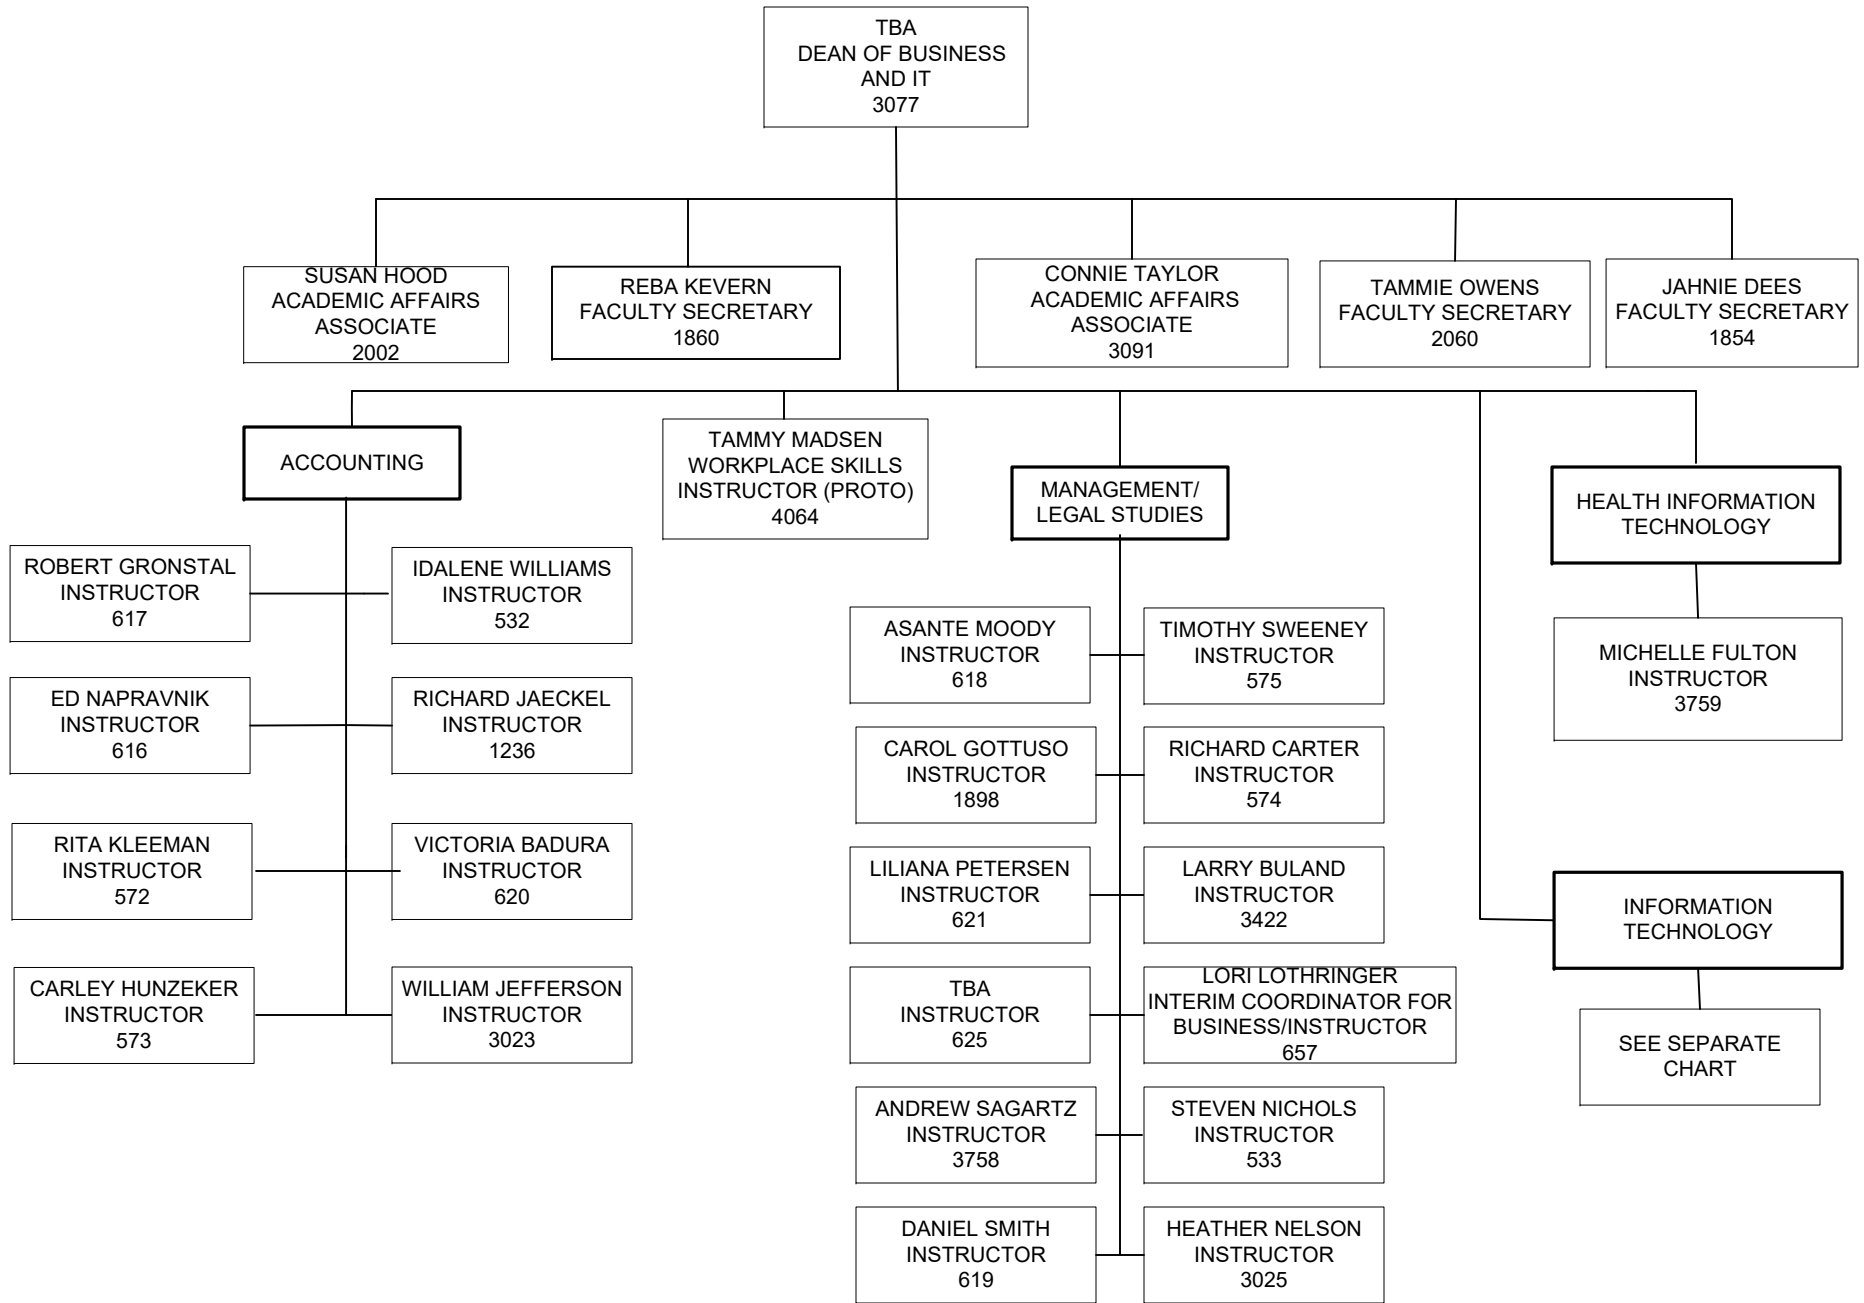 TBA
DEAN OF BUSINESS
AND IT
3077
SUSAN HOOD
ACADEMIC AFFAIRS
ASSOCIATE
2002
REBA KEVERN
FACULTY SECRETARY
1860
CONNIE TAYLOR
ACADEMIC AFFAIRS
ASSOCIATE
3091
TAMMIE OWENS
FACULTY SECRETARY
2060
JAHNIE DEES
FACULTY SECRETARY
1854
ACCOUNTING
TAMMY MADSEN
WORKPLACE SKILLS
INSTRUCTOR (PROTO)
4064
MANAGEMENT/
LEGAL STUDIES
HEALTH INFORMATION
TECHNOLOGY
ROBERT GRONSTAL
INSTRUCTOR
617
IDALENE WILLIAMS
INSTRUCTOR
532
ED NAPRAVNIK
INSTRUCTOR
616
RICHARD JAECKEL
INSTRUCTOR
1236
RITA KLEEMAN
INSTRUCTOR
572
VICTORIA BADURA
INSTRUCTOR
620
CARLEY HUNZEKER
INSTRUCTOR
573
WILLIAM JEFFERSON
INSTRUCTOR
3023
ASANTE MOODY
INSTRUCTOR
618
TIMOTHY SWEENEY
INSTRUCTOR
575
CAROL GOTTUSO
INSTRUCTOR
1898
RICHARD CARTER
INSTRUCTOR
574
LILIANA PETERSEN
INSTRUCTOR
621
LARRY BULAND
INSTRUCTOR
3422
TBA
INSTRUCTOR
625
LORI LOTHRINGER
INTERIM COORDINATOR FOR
BUSINESS/INSTRUCTOR
657
ANDREW SAGARTZ
INSTRUCTOR
3758
STEVEN NICHOLS
INSTRUCTOR
533
DANIEL SMITH
INSTRUCTOR
619
HEATHER NELSON
INSTRUCTOR
3025
MICHELLE FULTON
INSTRUCTOR
3759
INFORMATION
TECHNOLOGY
SEE SEPARATE
CHART